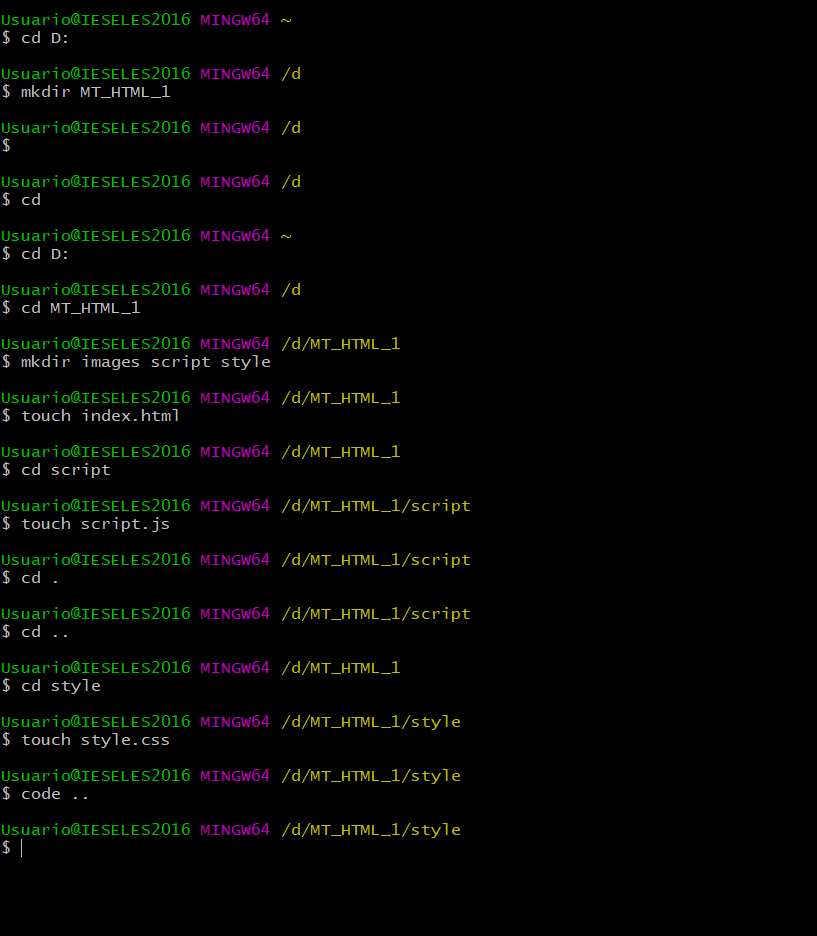 Usuario@IESELES2016 MINGW64 ~
$ cd D:
Usuario@IESELES2016 MINGW64 /d
$ mkdir MT_HTML_1
Usuario@IESELES2016 MINGW64 /d
$
Usuario@IESELES2016 MINGW64 /d
$ cd
Usuario@IESELES2016 MINGW64 ~
$ cd D:
Usuario@IESELES2016 MINGW64 /d
$ cd MT_HTML_1
Usuario@IESELES2016 MINGW64 /d/MT_HTML_1
$ mkdir images script style
Usuario@IESELES2016 MINGW64 /d/MT_HTML_1
$ touch index.html
Usuario@IESELES2016 MINGW64 /d/MT_HTML_1
$ cd script
Usuario@IESELES2016 MINGW64 /d/MT_HTML_1/script
$ touch script.js
Usuario@IESELES2016 MINGW64 /d/MT_HTML_1/script
$ cd .
Usuario@IESELES2016 MINGW64 /d/MT_HTML_1/script
$ cd ..
Usuario@IESELES2016 MINGW64 /d/MT_HTML_1
$ cd style
Usuario@IESELES2016 MINGW64 /d/MT_HTML_1/style
$ touch style.css
Usuario@IESELES2016 MINGW64 /d/MT_HTML_1/style
$ code ..
Usuario@IESELES2016 MINGW64 /d/MT_HTML_1/style
$